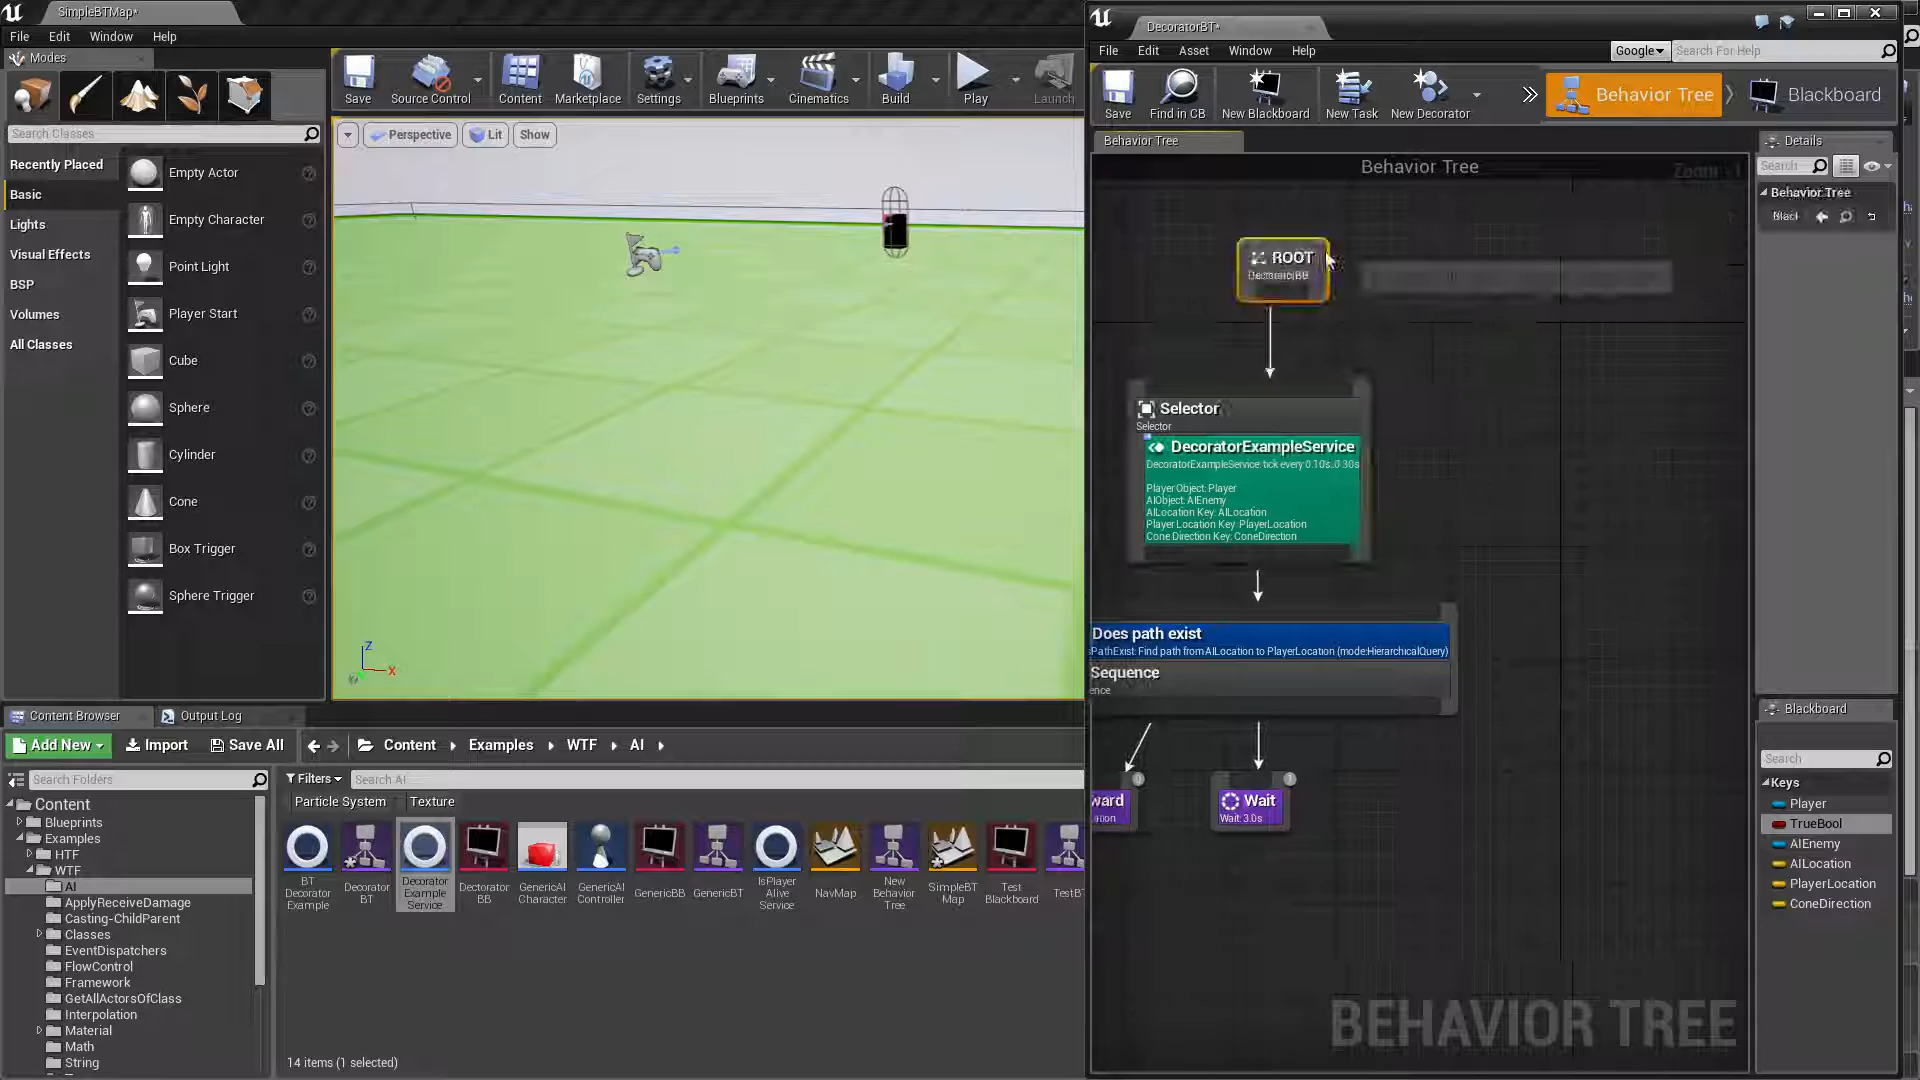 SimpleBTMap*
File Edit Window Help
Modes
Search Classes
Recently Placed
Basic
Lights
Visual Effects
BSP
Volumes
All Classes
Empty Actor
Empty Character
Point Light
Player Start
Cube
Sphere
Cylinder
Cone
Box Trigger
Sphere Trigger
Save
Source Control
Content
Marketplace
Settings
Blueprints
Cinematics
Build
Play
Launch
Perspective
Lit
Show
Z
X
DecoratorBT*
File Edit Asset Window Help
Google
Search For Help
Save
Find in CB
New Blackboard
New Task
New Decorator
Behavior Tree
Blackboard
Behavior Tree
Behavior Tree
Zoom -1
ROOT
Selector
Selector
DecoratorExampleService
DecoratorExampleService: tick every 0.10s..0.30s
PlayerObject: Player
AIObject: AIEnemy
AILocation Key: AILocation
Player Location Key: PlayerLocation
Cone Direction Key: ConeDirection
Does path exist
sPathExist: Find path from AILocation to PlayerLocation (mode:HierarchicalQuery)
Sequence
ence
0
1
ward
ation
Wait
Wait: 3.0s
BEHAVIOR TREE
Details
Search
Behavior Tree
Blackboard
Search
Keys
Player
TrueBool
AIEnemy
AILocation
PlayerLocation
ConeDirection
Content Browser
Output Log
Add New
Import
Save All
Content
Examples
WTF
AI
Search Folders
Filters
Search AI
Particle System
Texture
Content
Blueprints
Examples
HTF
WTF
AI
ApplyReceiveDamage
Casting-ChildParent
Classes
EventDispatchers
FlowControl
Framework
GetAllActorsOfClass
Interpolation
Material
Math
String
BT Decorator Example
Decorator BT
Decorator Example Service
Dectorator BB
GenericAI Character
GenericAI Controller
GenericBB
GenericBT
IsPlayer Alive Service
NavMap
New Behavior Tree
SimpleBT Map
Test Blackboard
TestBT
14 items (1 selected)